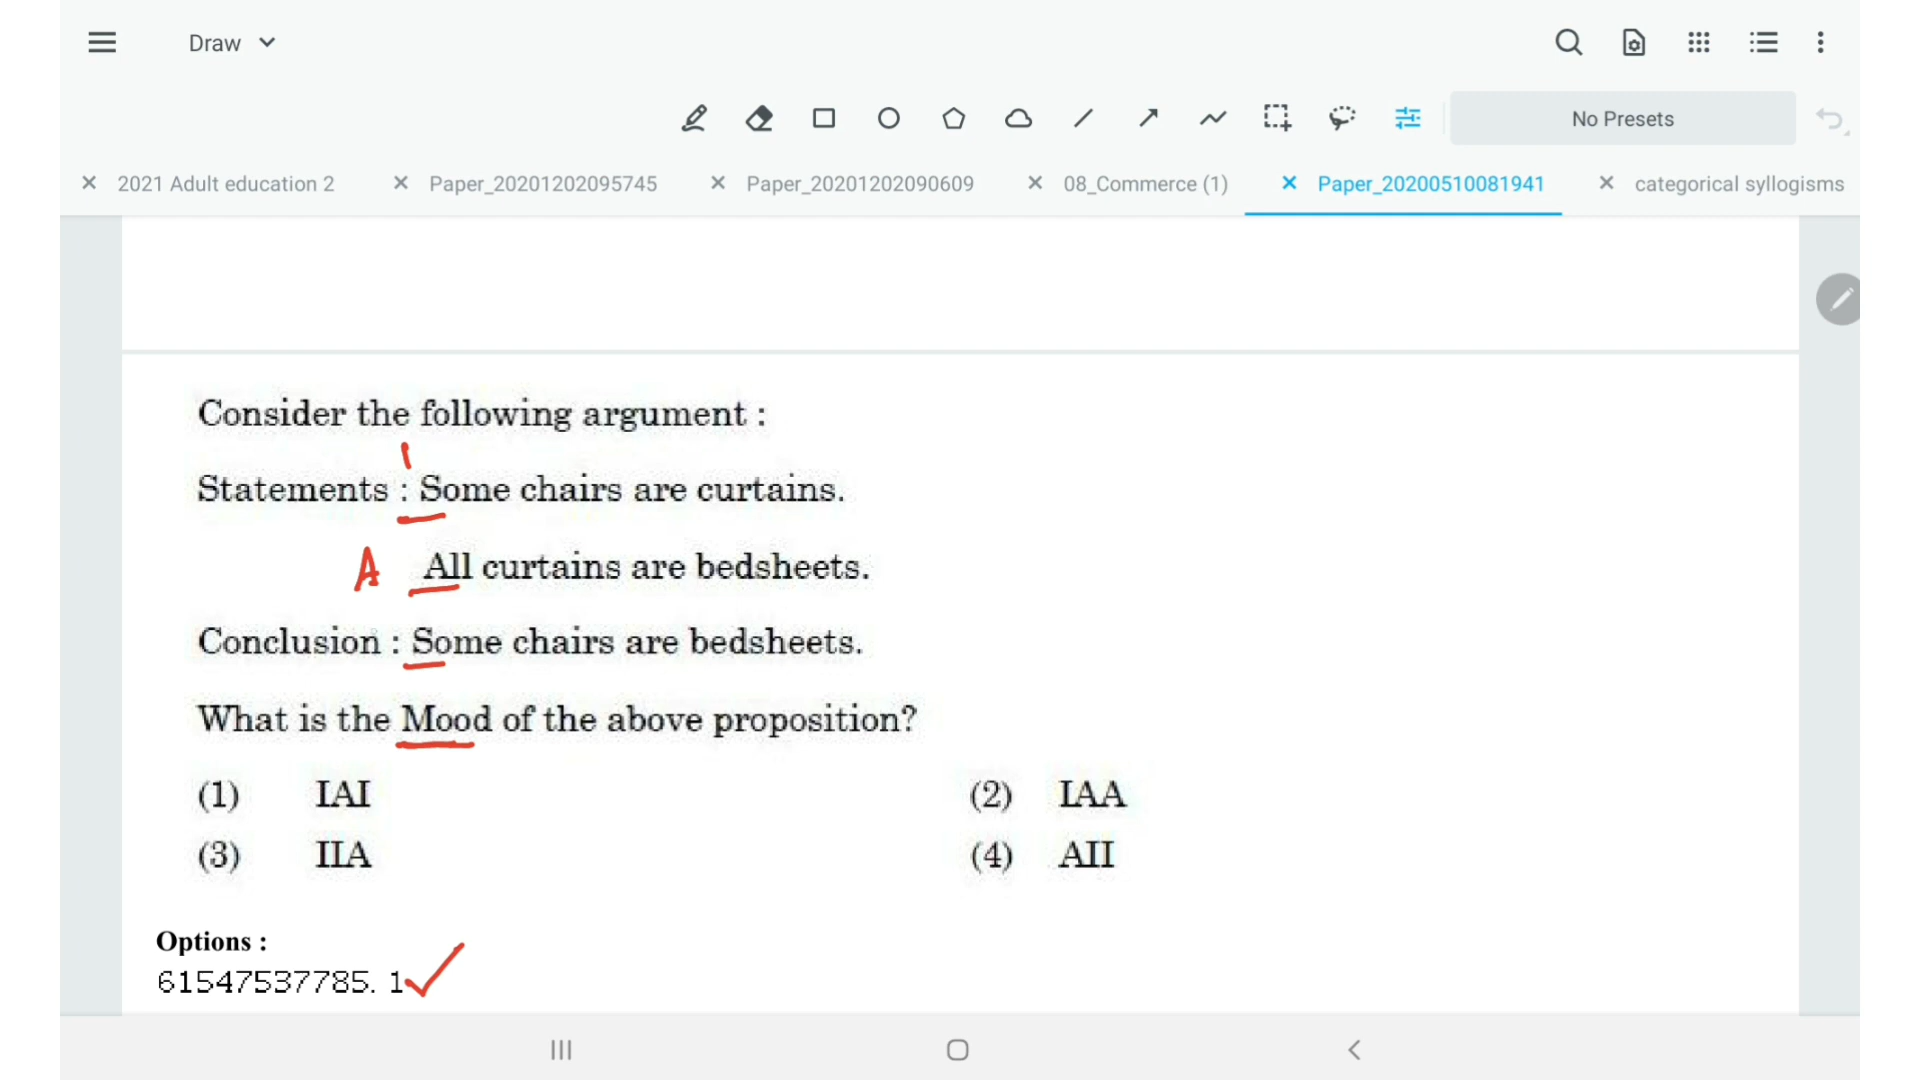 Draw
No Presets
2021 Adult education 2
Paper_20201202095745
Paper_20201202090609
08_Commerce (1)
Paper_20200510081941
categorical syllogisms
Consider the following argument :
I
Statements : Some chairs are curtains.
A All curtains are bedsheets.
Conclusion : Some chairs are bedsheets.
What is the Mood of the above proposition?
(1) IAI (2) IAA
(3) IIA (4) AII
Options :
61547537785. 1